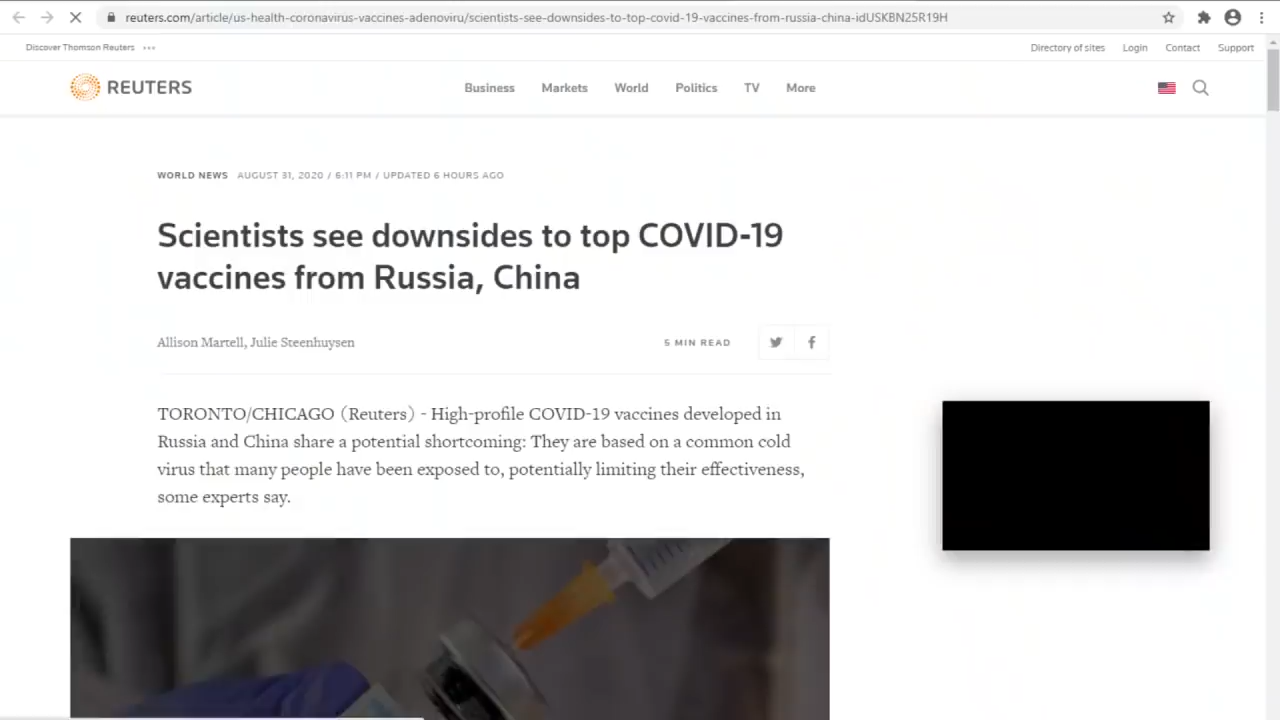 reuters.com/article/us-health-coronavirus-vaccines-adenoviru/scientists-see-downsides-to-top-covid-19-vaccines-from-russia-china-idUSKBN25R19H
Discover Thomson Reuters
Directory of sites Login Contact Support
REUTERS Business Markets World Politics TV More
WORLD NEWS AUGUST 31, 2020 / 6:11 PM / UPDATED 6 HOURS AGO
Scientists see downsides to top COVID-19
vaccines from Russia, China
Allison Martell, Julie Steenhuysen 5 MIN READ
TORONTO/CHICAGO (Reuters) - High-profile COVID-19 vaccines developed in
Russia and China share a potential shortcoming: They are based on a common cold
virus that many people have been exposed to, potentially limiting their effectiveness,
some experts say.